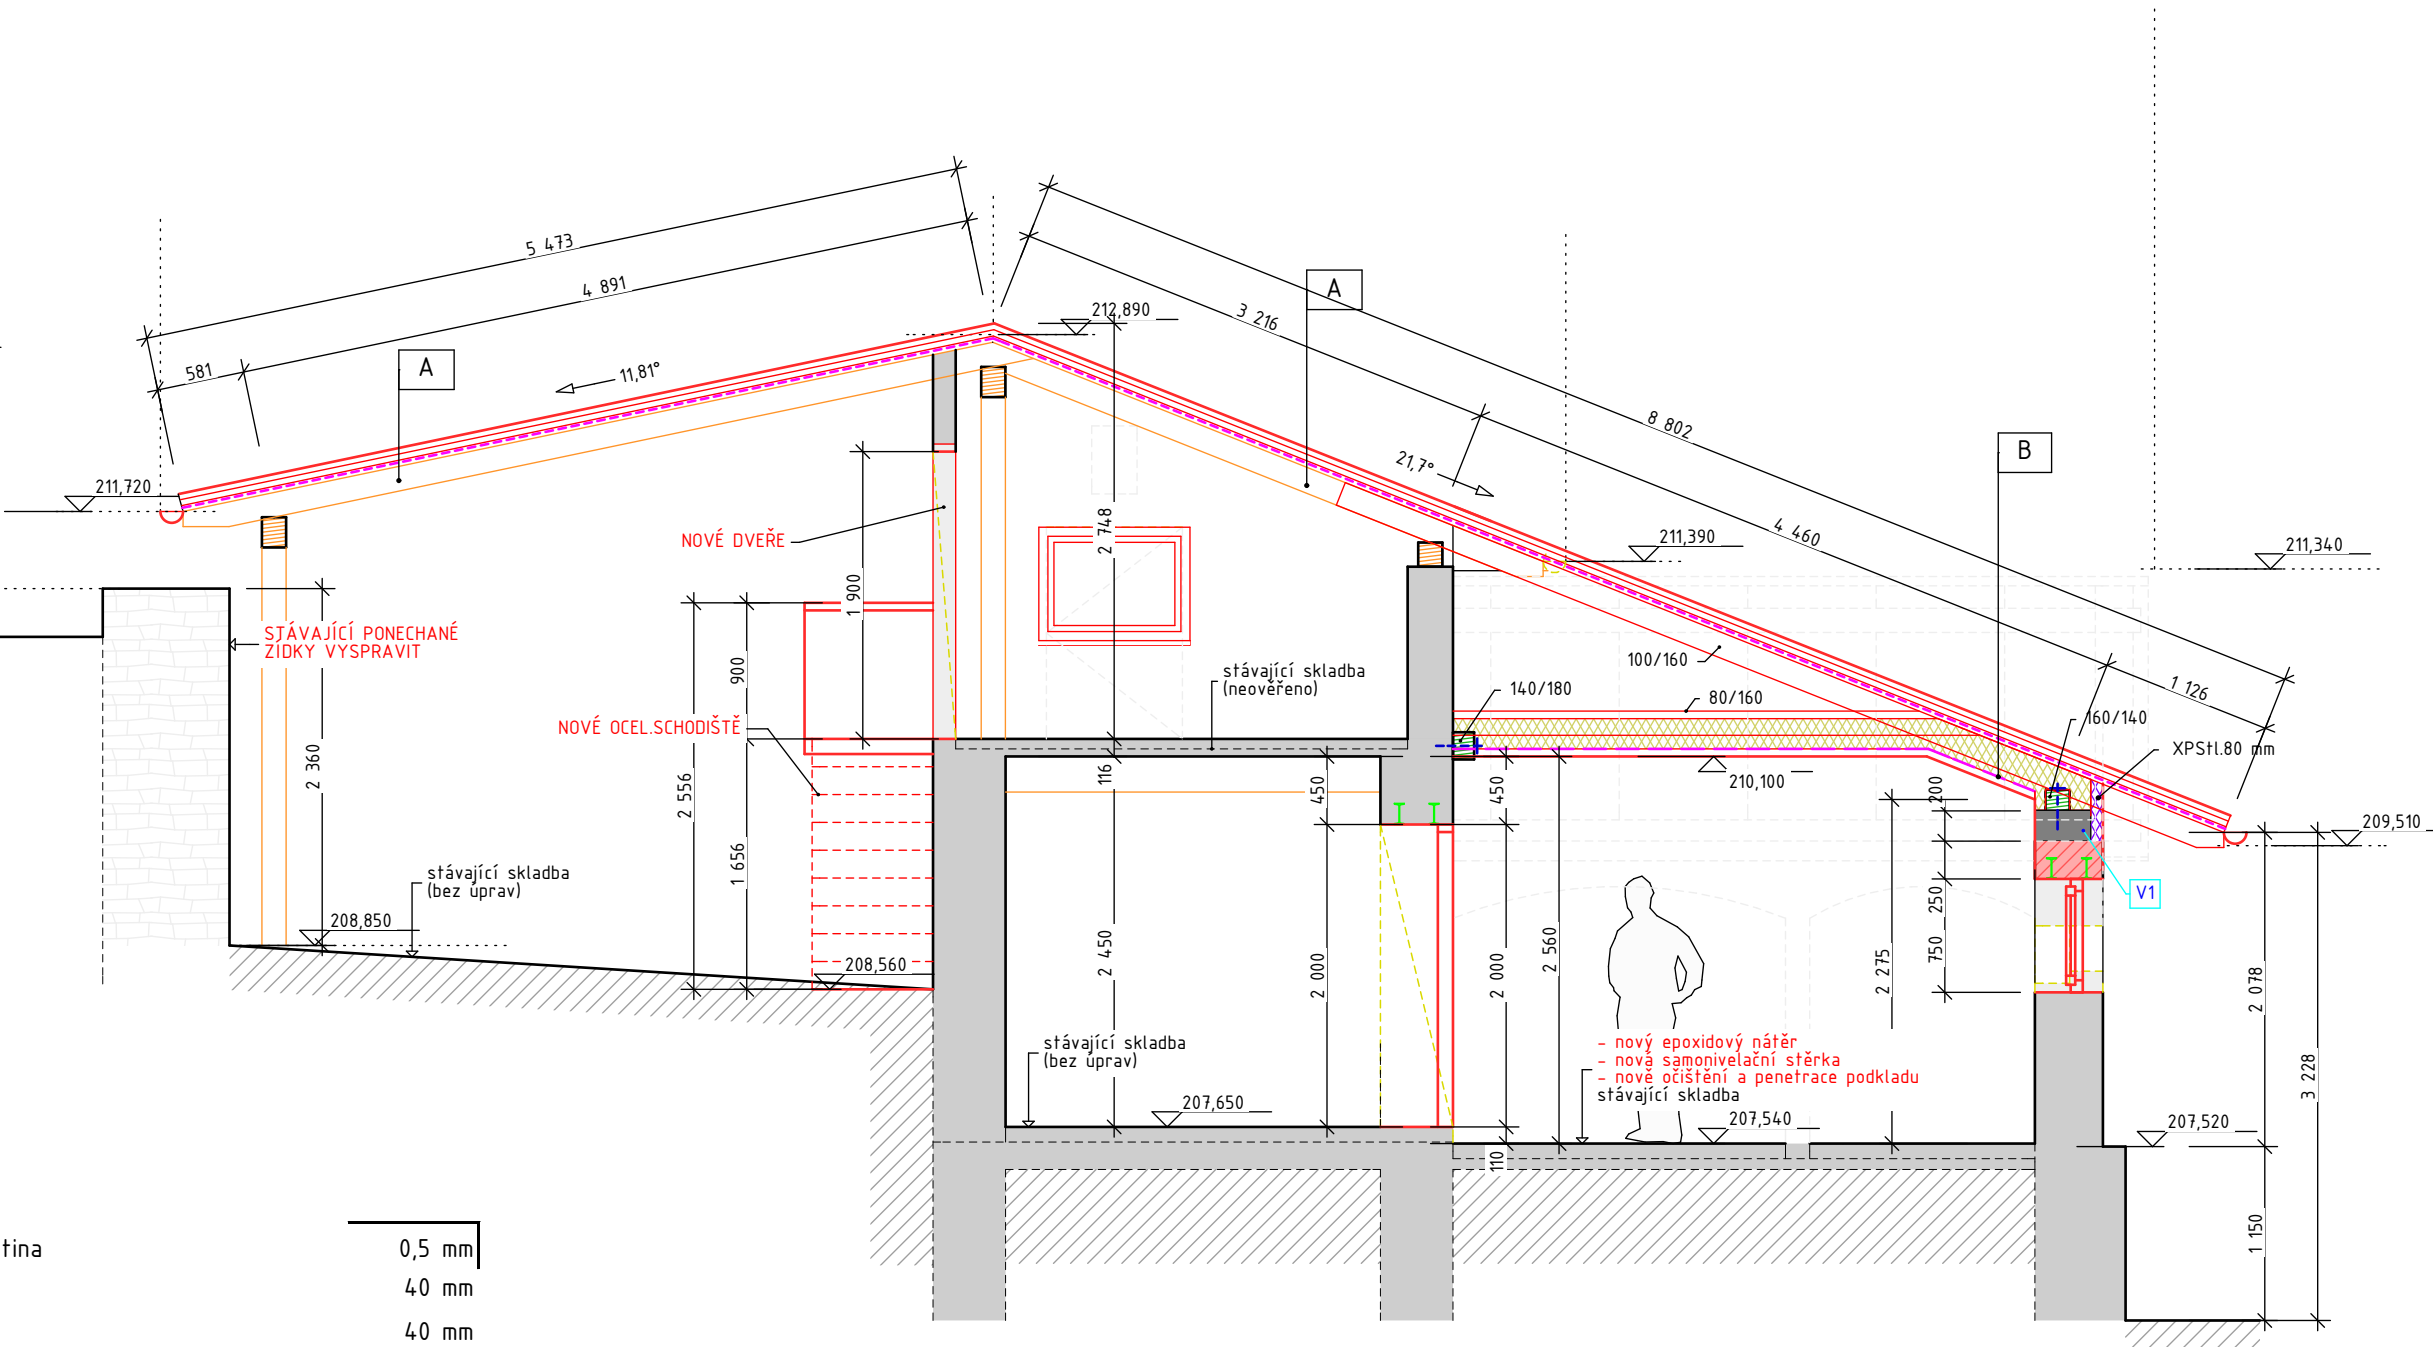 5 473
4 891
581
A
11,81°
211,720
212,890
A
3 216
8 802
21,7°
4 460
1 126
B
211,390
211,340
NOVÉ DVEŘE
1 900
2 748
STÁVAJÍCÍ PONECHANÉ
ZÍDKY VYSPRAVIT
2 360
900
2 556
1 656
NOVÉ OCEL.SCHODIŠTĚ
stávající skladba
(neověřeno)
140/180
100/160
80/160
160/140
XPStl.80 mm
116
450
450
210,100
200
209,510
V1
250
750
stávající skladba
(bez úprav)
208,850
208,560
2 450
2 000
2 000
2 560
2 275
2 078
3 228
stávající skladba
(bez úprav)
- nový epoxidový nátěr
- nová samonivelační stěrka
- nové očištění a penetrace podkladu
stávající skladba
207,650
207,540
207,520
110
1 150
tina
0,5 mm
40 mm
40 mm